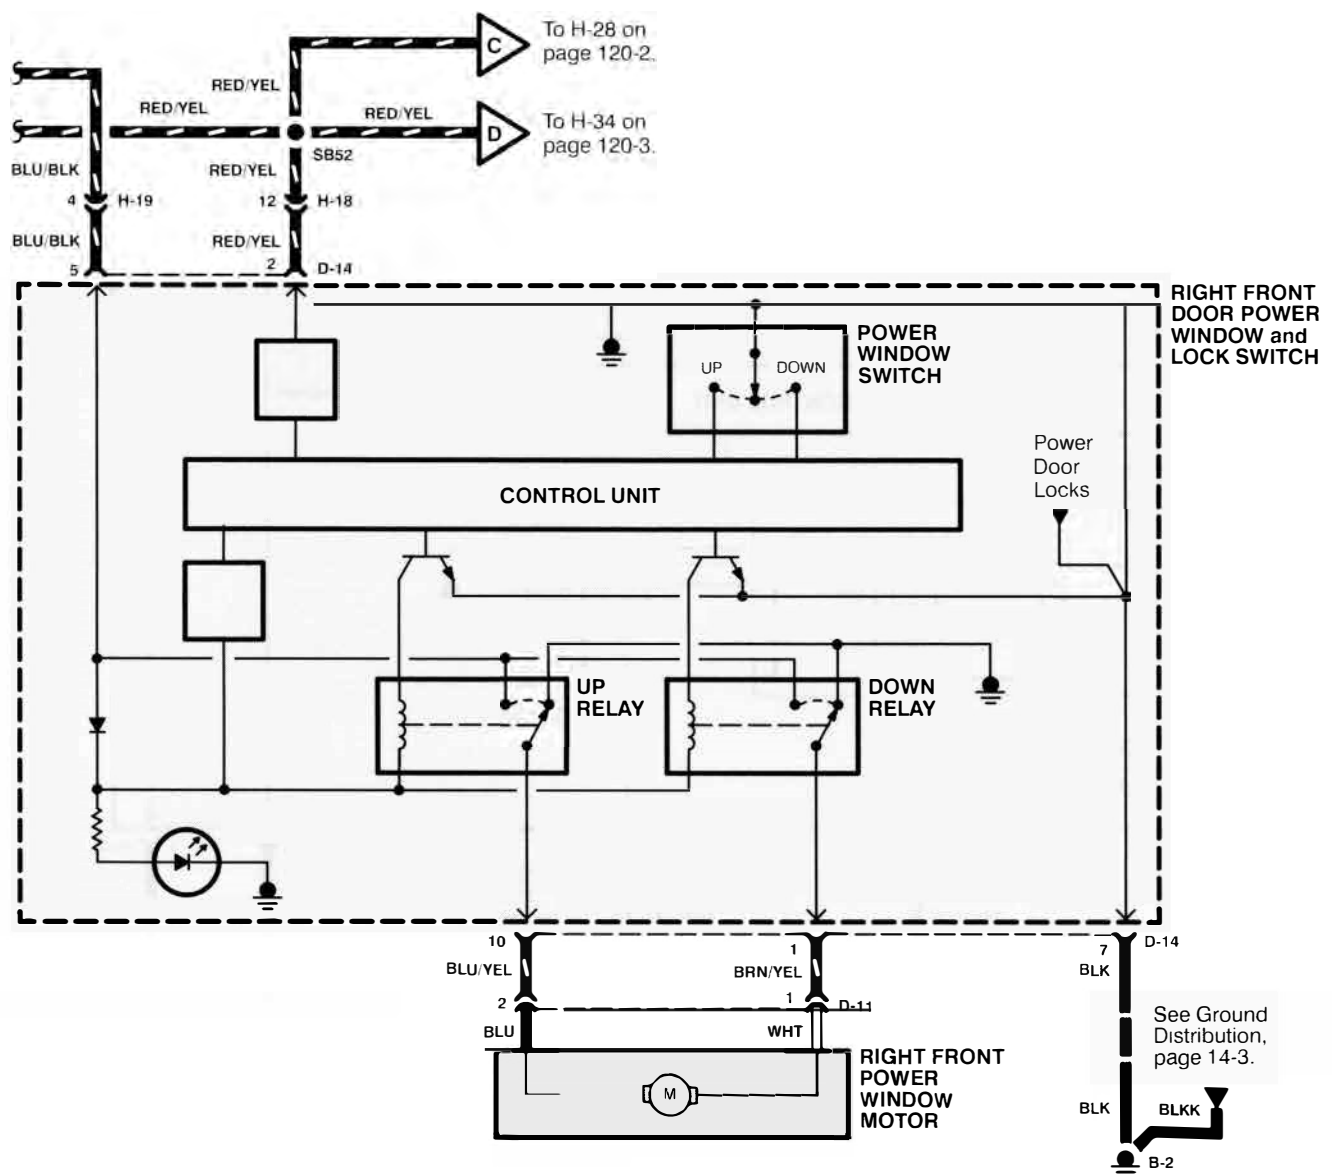 To H-28 on
page 120-2.
C
RED/YEL
RED/YEL
RED/YEL
D
To H-34 on
page 120-3.
SB52
BLU/BLK
RED/YEL
4
H-19
12
H-18
BLU/BLK
RED/YEL
5
2
D-14
RIGHT FRONT
DOOR POWER
WINDOW and
LOCK SWITCH
POWER
WINDOW
SWITCH
UP
DOWN
Power
Door
Locks
CONTROL UNIT
UP
RELAY
DOWN
RELAY
10
1
7
D-14
BLU/YEL
BRN/YEL
BLK
2
1
D-11
BLU
WHT
See Ground
Distribution,
page 14-3.
RIGHT FRONT
POWER
WINDOW
MOTOR
M
BLK
BLKK
B-2